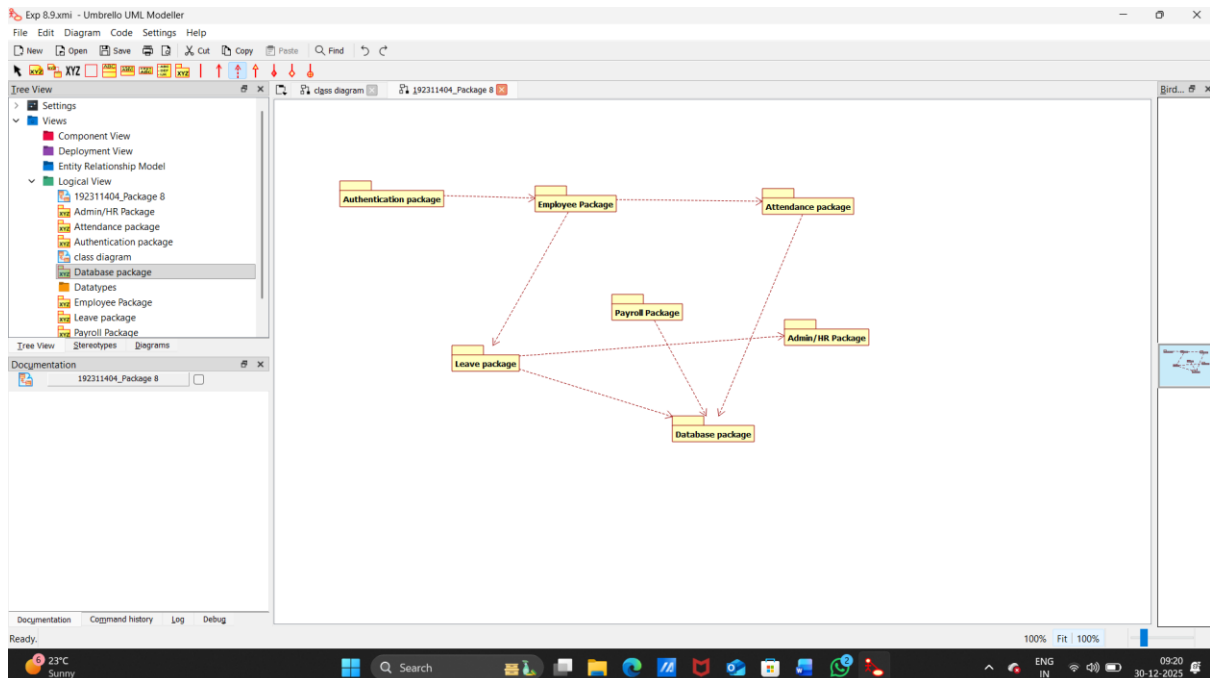 Exp 8.9.xmi - Umbrello UML Modeller
File Edit Diagram Code Settings Help
New Open Save Cut Copy Paste Find
XYZ
Tree View
class diagram 192311404_Package 8
Bird...
Settings
Views
Component View
Deployment View
Entity Relationship Model
Logical View
192311404_Package 8
Admin/HR Package
Attendance package
Authentication package
class diagram
Database package
Datatypes
Employee Package
Leave package
Payroll Package
Tree View Stereotypes Diagrams
Documentation
192311404_Package 8
Authentication package
Employee Package
Attendance package
Payroll Package
Admin/HR Package
Leave package
Database package
Documentation Command history Log Debug
Ready.
100% Fit 100%
6
23°C
Sunny
Search
2
ENG
IN
09:20
30-12-2025